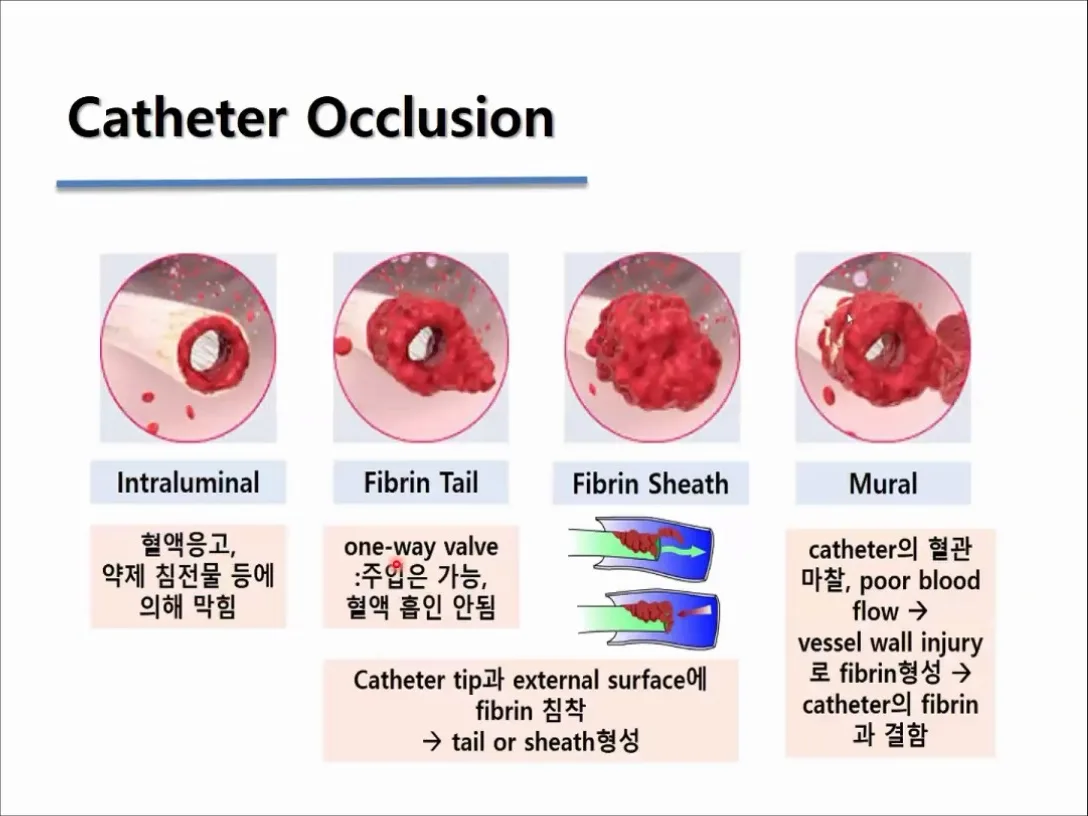 Catheter Occlusion
Intraluminal
Fibrin Tail
Fibrin Sheath
Mural
혈액응고,
약제 침전물 등에
의해 막힘
one-way valve
:주입은 가능,
혈액 흡인 안됨
Catheter tip과 external surface에
fibrin 침착
→ tail or sheath형성
catheter의 혈관
마찰, poor blood
flow →
vessel wall injury
로 fibrin형성 →
catheter의 fibrin
과 결함